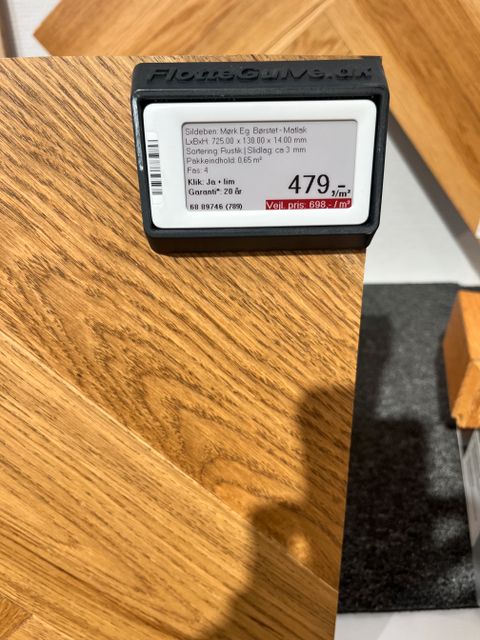 FlotteGulve.dk
Sildeben: Mørk Eg Børstet - Matlak
LxBxH: 725.00 x 130.00 x 14.00 mm
Sortering: Rustik | Slidlag: ca 3 mm
Pakkeindhold: 0,65 m²
Fas: 4
Klik: Ja + lim
Garanti*: 20 år
479,-
/m²
68 89746 (789)
Vejl. pris: 698,- / m²